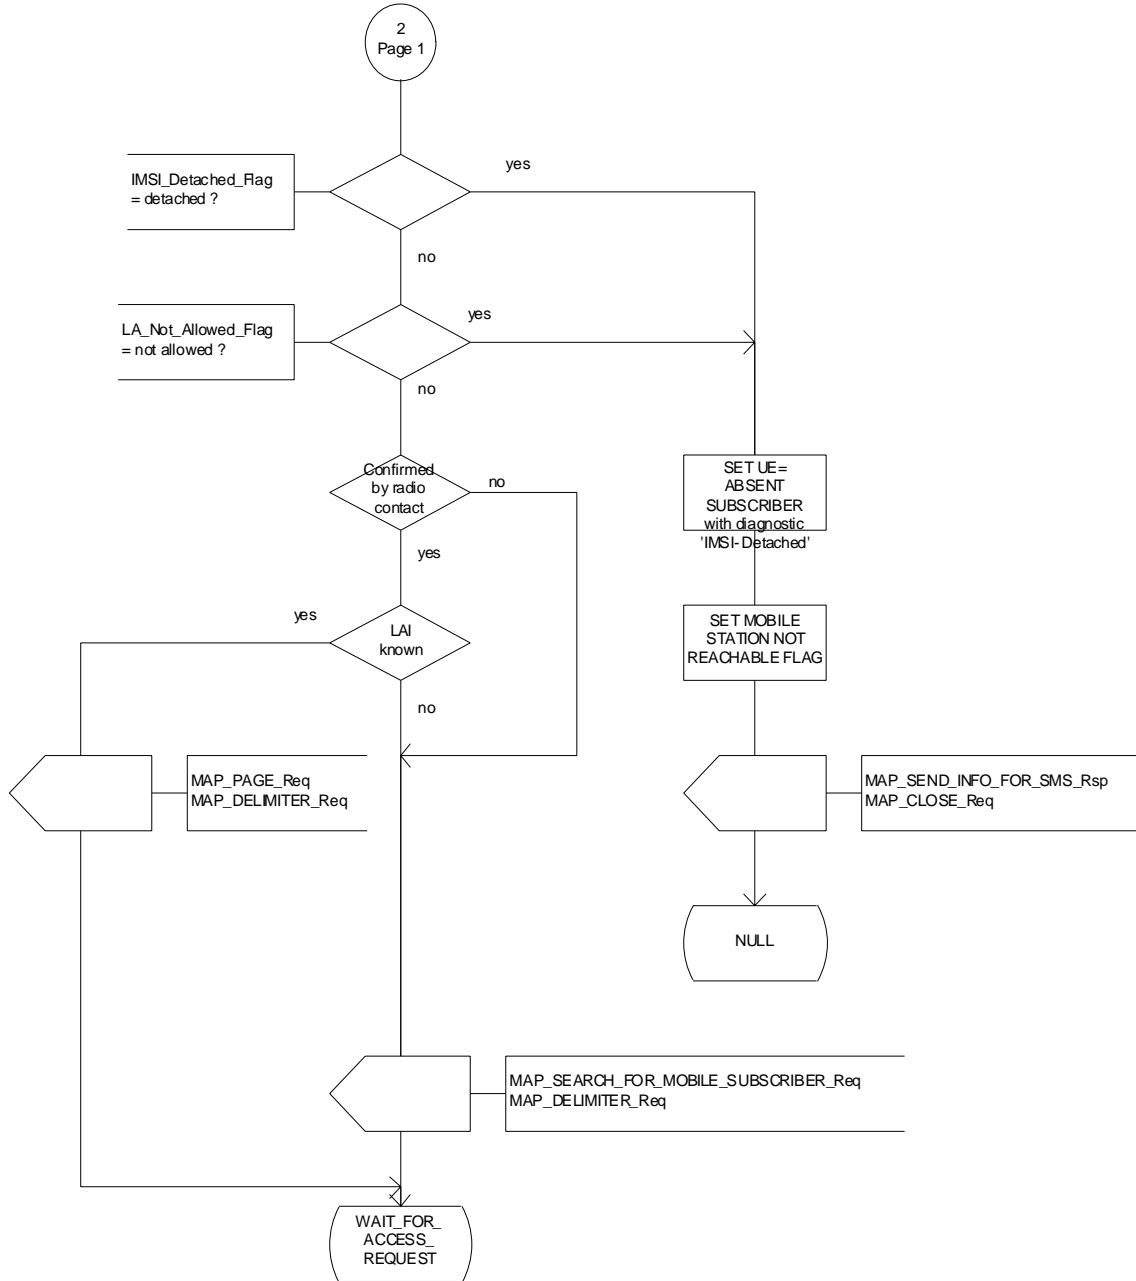 2
Page 1
yes
IMSI_Detached_Flag
= detached ?
no
yes
LA_Not_Allowed_Flag
= not allowed ?
no
Confirmed
by radio
contact
no
SET UE=
ABSENT
SUBSCRIBER
with diagnostic
'IMSI-Detached'
yes
yes
LAI
known
SET MOBILE
STATION NOT
REACHABLE FLAG
no
MAP_PAGE_Req
MAP_DELIMITER_Req
MAP_SEND_INFO_FOR_SMS_Rsp
MAP_CLOSE_Req
NULL
MAP_SEARCH_FOR_MOBILE_SUBSCRIBER_Req
MAP_DELIMITER_Req
WAIT_FOR_
ACCESS_
REQUEST